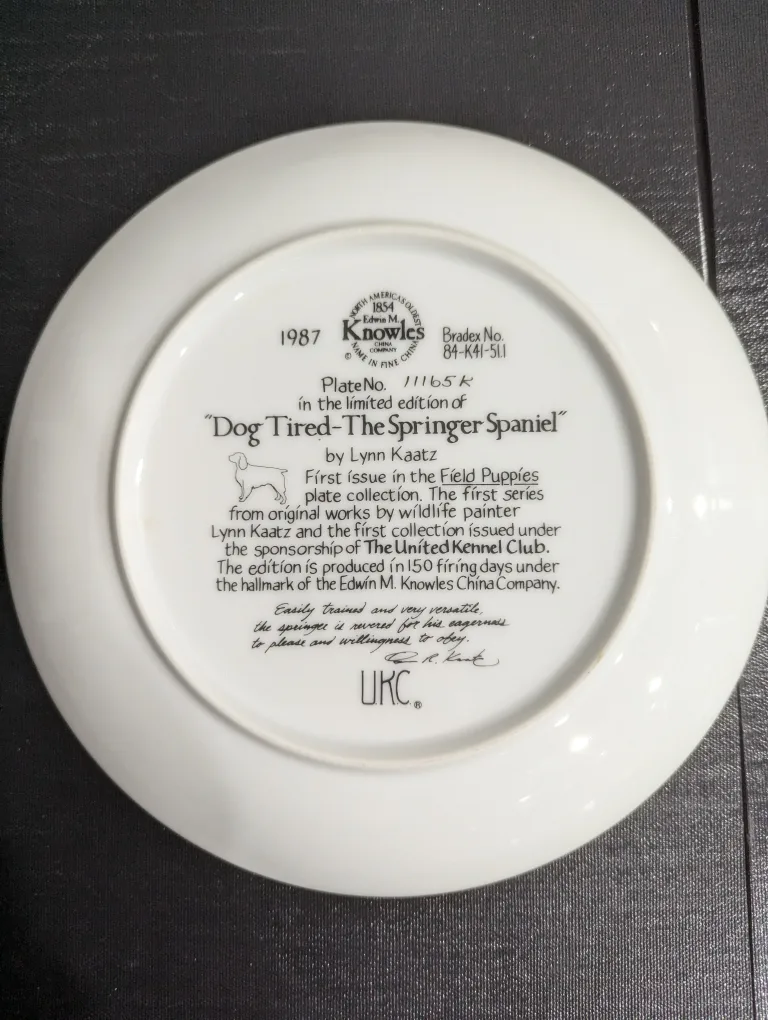 NORTH AMERICA'S OLDEST
1854
Edwin M.
1987 Knowles Bradex No.
CHINA 84-K41-51.1
COMPANY
© NAME IN FINE CHINA
Plate No. 11165K
in the limited edition of
"Dog Tired-The Springer Spaniel"
by Lynn Kaatz
First issue in the Field Puppies
plate collection. The first series
from original works by wildlife painter
Lynn Kaatz and the first collection issued under
the sponsorship of The United Kennel Club.
The edition is produced in 150 firing days under
the hallmark of the Edwin M. Knowles China Company.
Easily trained and very versatile,
the springer is revered for his eagerness
to please and willingness to obey.
R. Kaatz
UKC ®